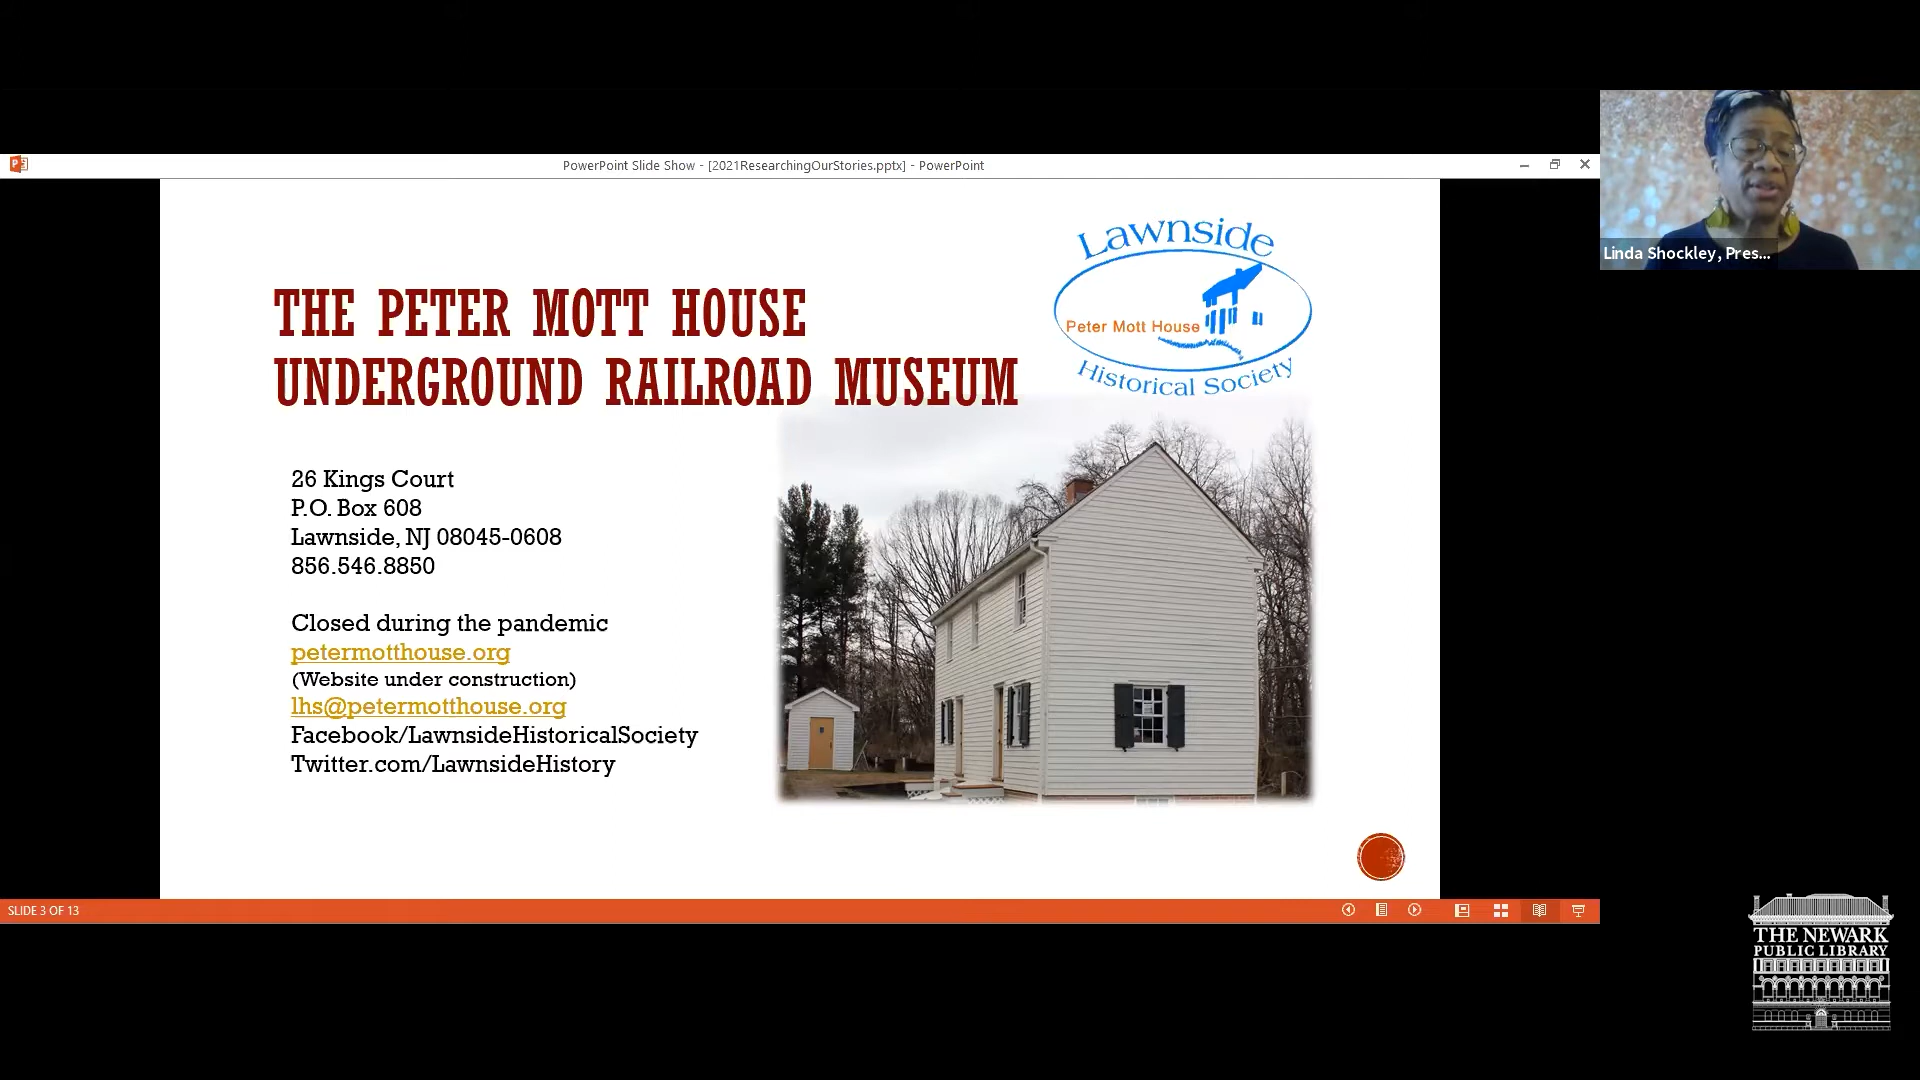 PowerPoint Slide Show - [2021ResearchingOurStories.pptx] - PowerPoint
Linda Shockley, Pres...
Lawnside
Peter Mott House
Historical Society
THE PETER MOTT HOUSE
UNDERGROUND RAILROAD MUSEUM
26 Kings Court
P.O. Box 608
Lawnside, NJ 08045-0608
856.546.8850
Closed during the pandemic
petermotthouse.org
(Website under construction)
lhs@petermotthouse.org
Facebook/LawnsideHistoricalSociety
Twitter.com/LawnsideHistory
SLIDE 3 OF 13
THE NEWARK
PUBLIC LIBRARY